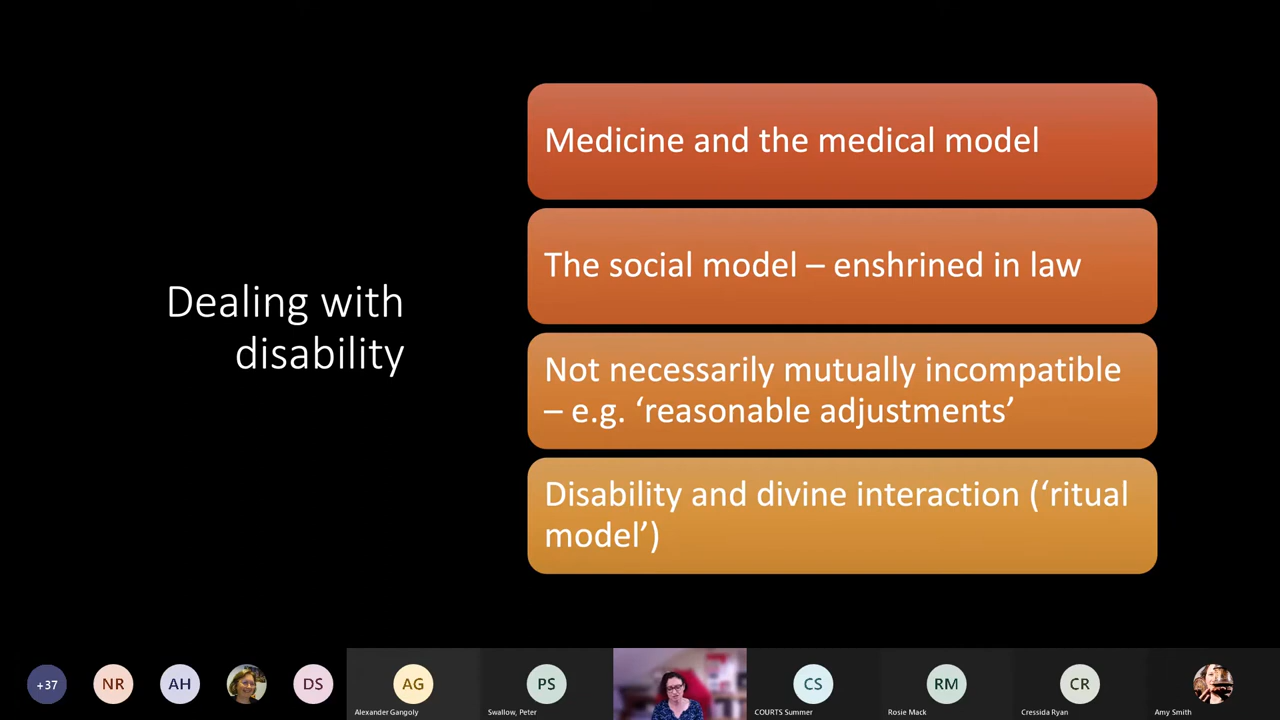 Dealing with
disability
Medicine and the medical model
The social model – enshrined in law
Not necessarily mutually incompatible
– e.g. ‘reasonable adjustments’
Disability and divine interaction (‘ritual
model’)
+37
NR
AH
DS
AG
Alexander Gangoly
PS
Swallow, Peter
CS
COURTS Summer
RM
Rosie Mack
CR
Cressida Ryan
Amy Smith